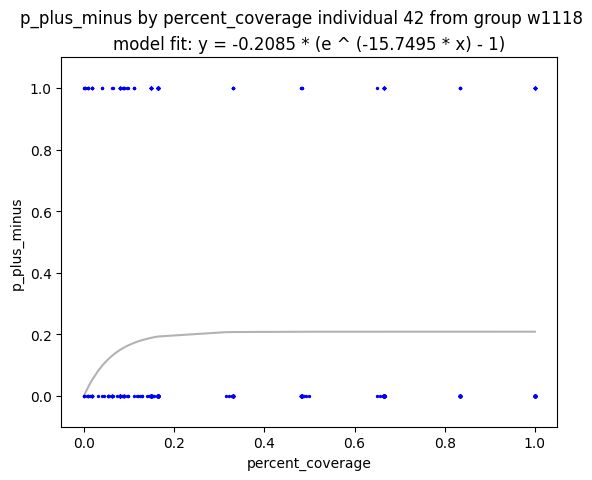 p_plus_minus by percent_coverage individual 42 from group w1118
model fit: y = -0.2085 * (e ^ (-15.7495 * x) - 1)
p_plus_minus
1.0
0.8
0.6
0.4
0.2
0.0
0.0 0.2 0.4 0.6 0.8 1.0
percent_coverage